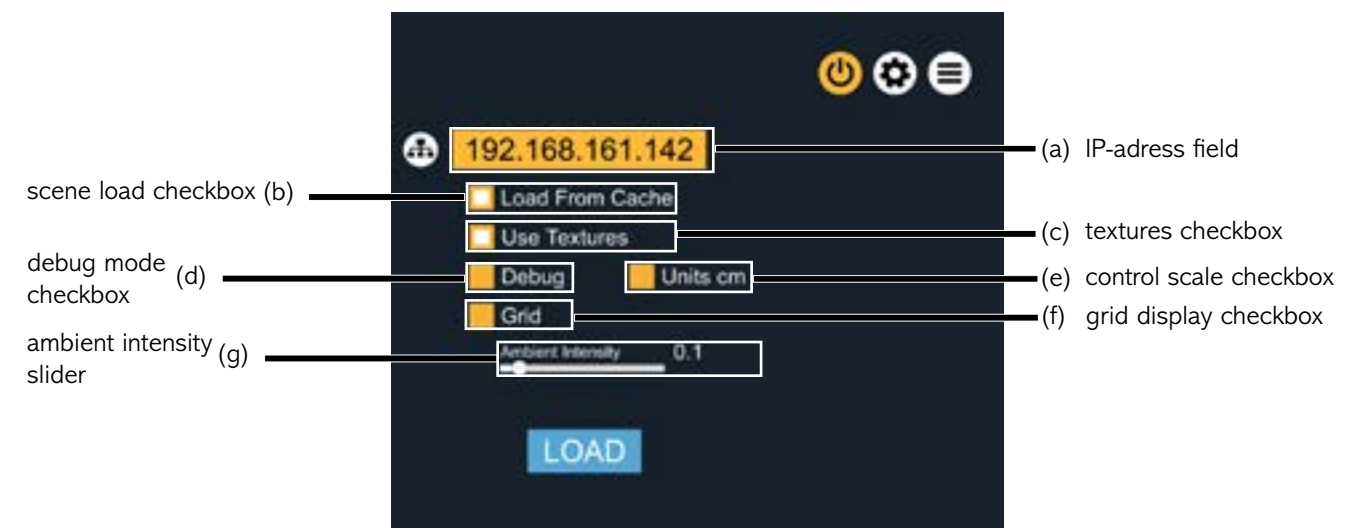 192.168.161.142
(a) IP-adress field
scene load checkbox (b)
Load From Cache
Use Textures
(c) textures checkbox
debug mode
checkbox
(d)
Debug
Units cm
(e) control scale checkbox
Grid
(f) grid display checkbox
ambient intensity
slider
(g)
Ambient Intensity 0.1
LOAD